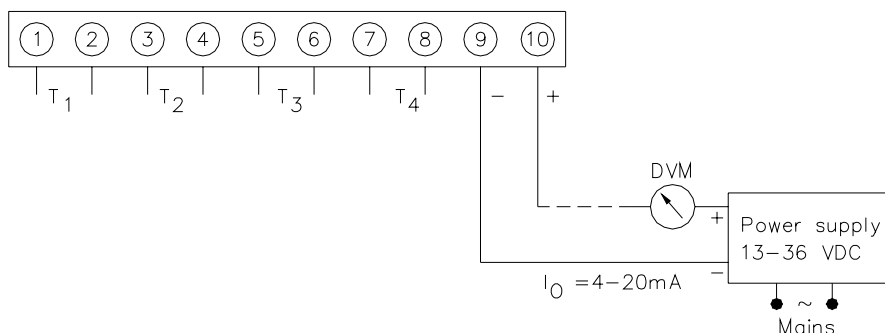 1 2 3 4 5 6 7 8 9 10
T1 T2 T3 T4 - +
DVM
+
Power supply
13-36 VDC
-
IO =4-20mA
~
Mains